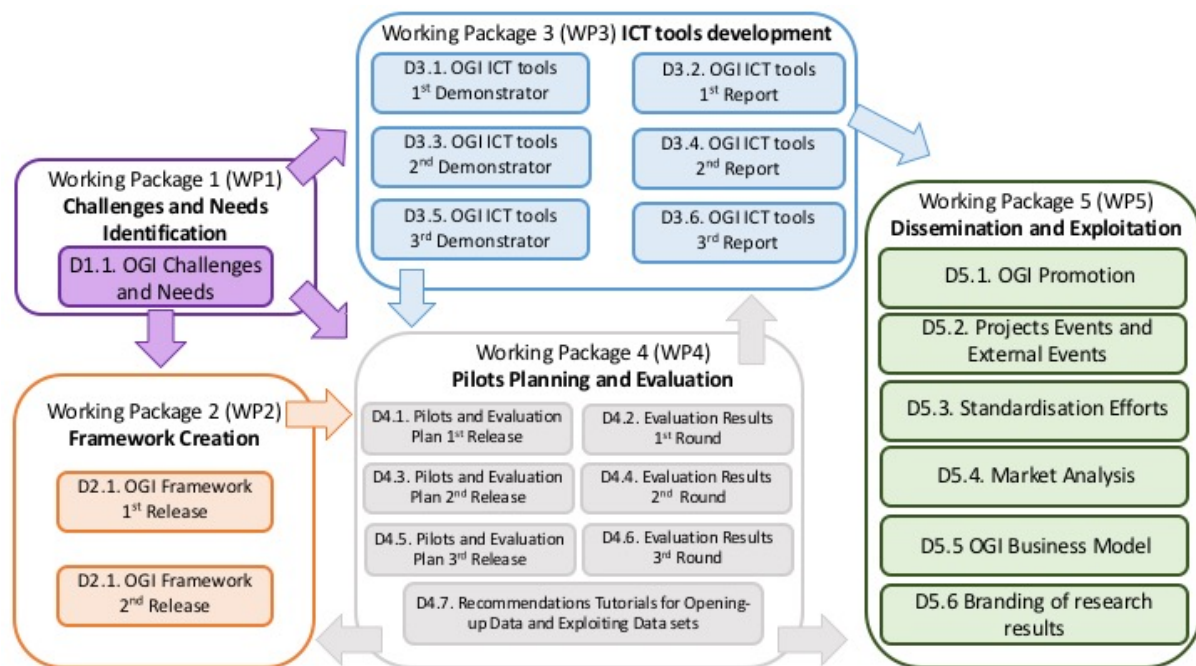 Working Package 3 (WP3) ICT tools development
D3.1. OGI ICT tools
1st Demonstrator
D3.2. OGI ICT tools
1st Report
D3.3. OGI ICT tools
2nd Demonstrator
D3.4. OGI ICT tools
2nd Report
D3.5. OGI ICT tools
3rd Demonstrator
D3.6. OGI ICT tools
3rd Report
Working Package 1 (WP1)
Challenges and Needs
Identification
D1.1. OGI Challenges
and Needs
Working Package 2 (WP2)
Framework Creation
D2.1. OGI Framework
1st Release
D2.1. OGI Framework
2nd Release
Working Package 4 (WP4)
Pilots Planning and Evaluation
D4.1. Pilots and Evaluation
Plan 1st Release
D4.2. Evaluation Results
1st Round
D4.3. Pilots and Evaluation
Plan 2nd Release
D4.4. Evaluation Results
2nd Round
D4.5. Pilots and Evaluation
Plan 3rd Release
D4.6. Evaluation Results
3rd Round
D4.7. Recommendations Tutorials for Opening-
up Data and Exploiting Data sets
Working Package 5 (WP5)
Dissemination and Exploitation
D5.1. OGI Promotion
D5.2. Projects Events and
External Events
D5.3. Standardisation Efforts
D5.4. Market Analysis
D5.5 OGI Business Model
D5.6 Branding of research
results